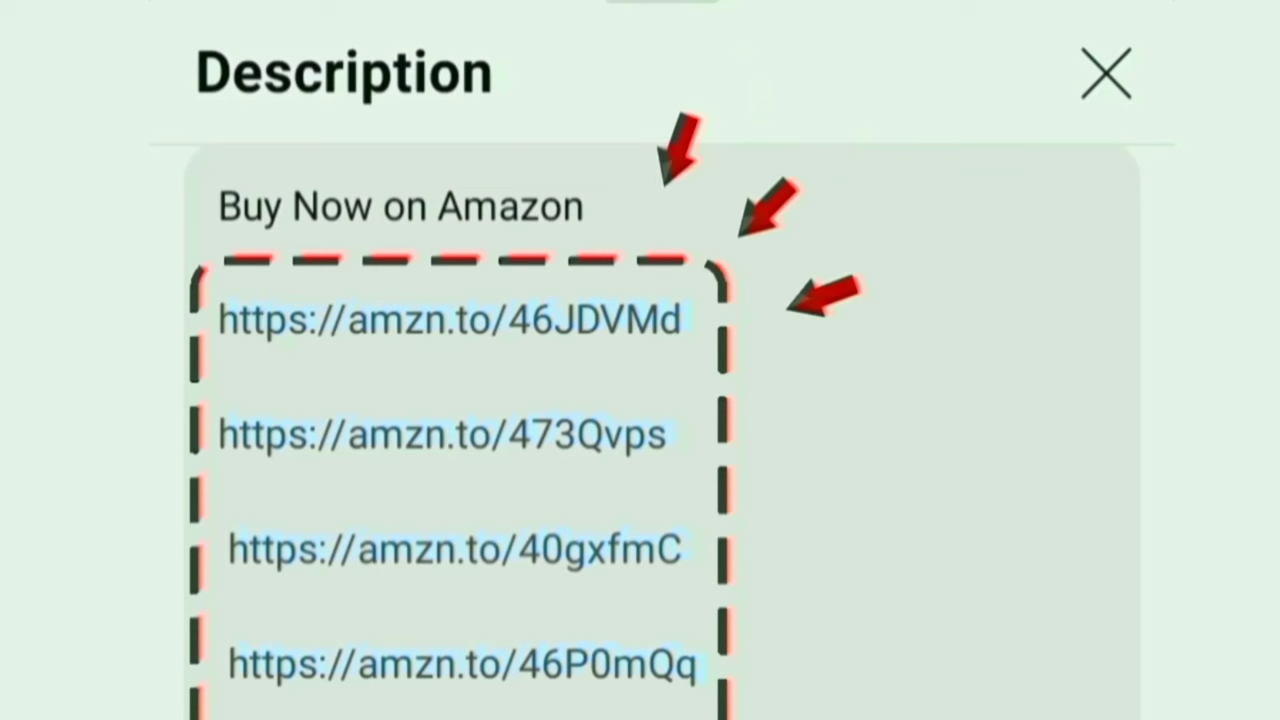 Description
Buy Now on Amazon
https://amzn.to/46JDVMd
https://amzn.to/473Qvps
https://amzn.to/40gxfmC
https://amzn.to/46P0mQq